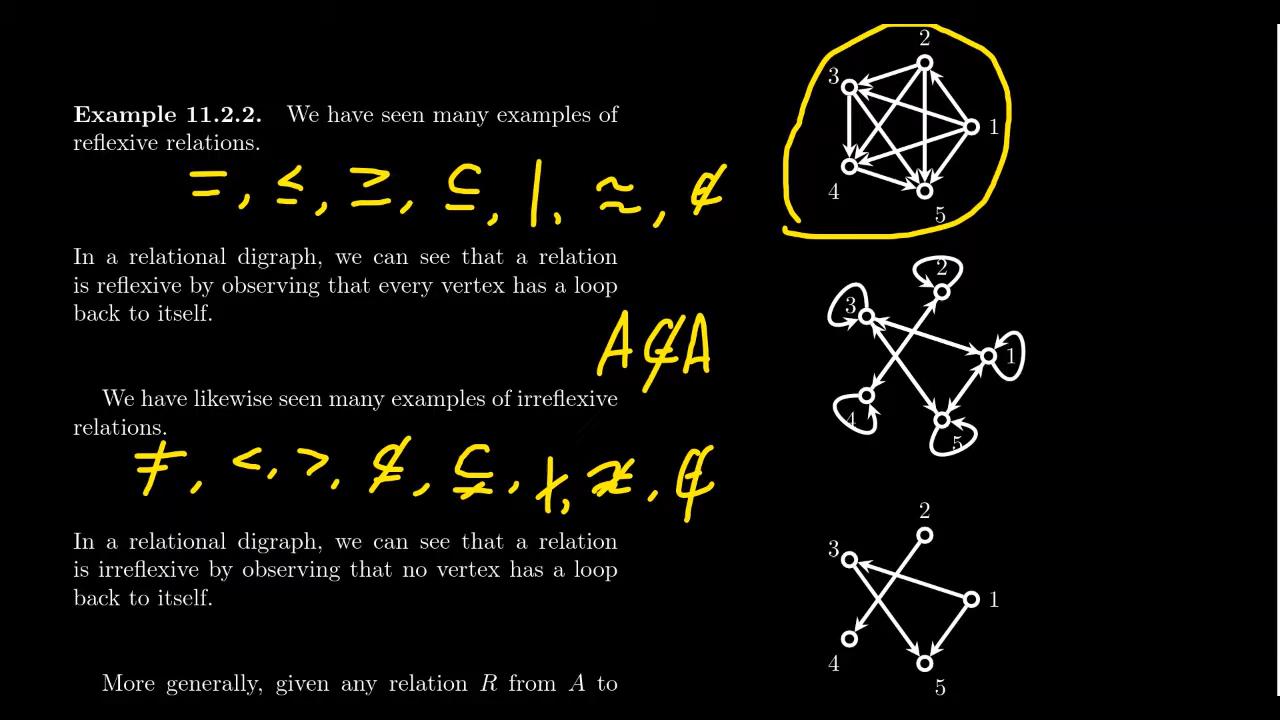 Example 11.2.2. We have seen many examples of
reflexive relations.
=, ≤, ≥, ⊆, |, ≈, ⊄
In a relational digraph, we can see that a relation
is reflexive by observing that every vertex has a loop
back to itself.
A ⊄ A
We have likewise seen many examples of irreflexive
relations.
≠, <, >, ⊄, ⊊, ∤, ≉, ⊄
In a relational digraph, we can see that a relation
is irreflexive by observing that no vertex has a loop
back to itself.
More generally, given any relation R from A to
2
3
1
4
5
2
3
1
4
5
2
3
1
4
5